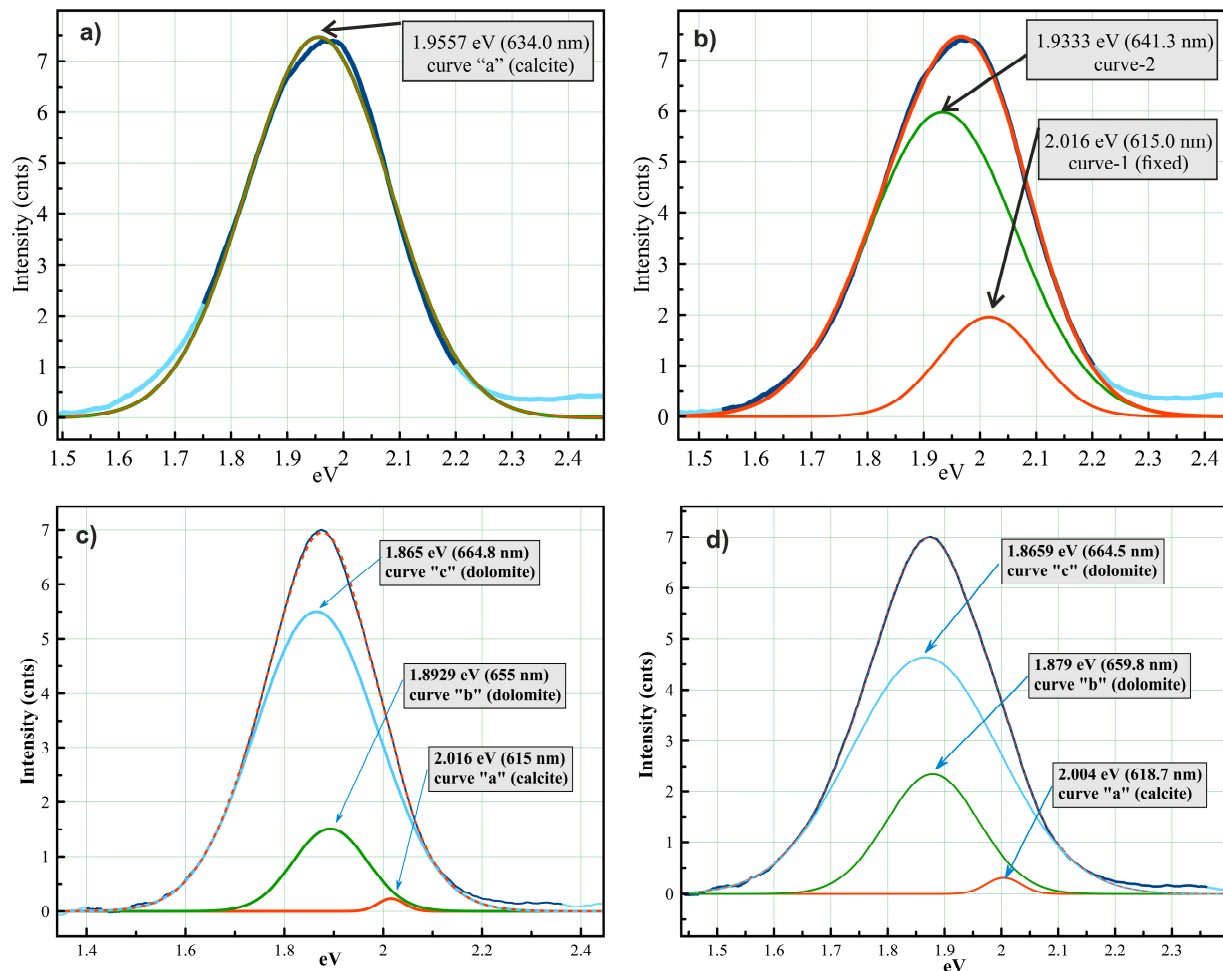 a)
1.9557 eV (634.0 nm)
curve “a” (calcite)
Intensity (cnts)
7
6
5
4
3
2
1
0
1.5 1.6 1.7 1.8 1.9 2 2.1 2.2 2.3 2.4
eV
b)
1.9333 eV (641.3 nm)
curve-2
2.016 eV (615.0 nm)
curve-1 (fixed)
Intensity (cnts)
7
6
5
4
3
2
1
0
1.5 1.6 1.7 1.8 1.9 2 2.1 2.2 2.3 2.4
eV
c)
1.865 eV (664.8 nm)
curve "c" (dolomite)
1.8929 eV (655 nm)
curve "b" (dolomite)
2.016 eV (615 nm)
curve "a" (calcite)
Intensity (cnts)
7
6
5
4
3
2
1
0
1.4 1.6 1.8 2 2.2 2.4
eV
d)
1.8659 eV (664.5 nm)
curve "c" (dolomite)
1.879 eV (659.8 nm)
curve "b" (dolomite)
2.004 eV (618.7 nm)
curve "a" (calcite)
Intensity (cnts)
7
6
5
4
3
2
1
0
1.5 1.6 1.7 1.8 1.9 2 2.1 2.2 2.3 2.4
eV